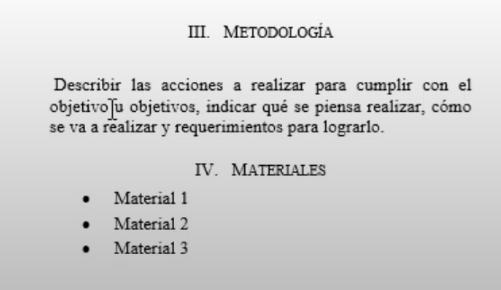 III. METODOLOGÍA
Describir las acciones a realizar para cumplir con el
objetivo u objetivos, indicar qué se piensa realizar, cómo
se va a realizar y requerimientos para lograrlo.
IV. MATERIALES
• Material 1
• Material 2
• Material 3